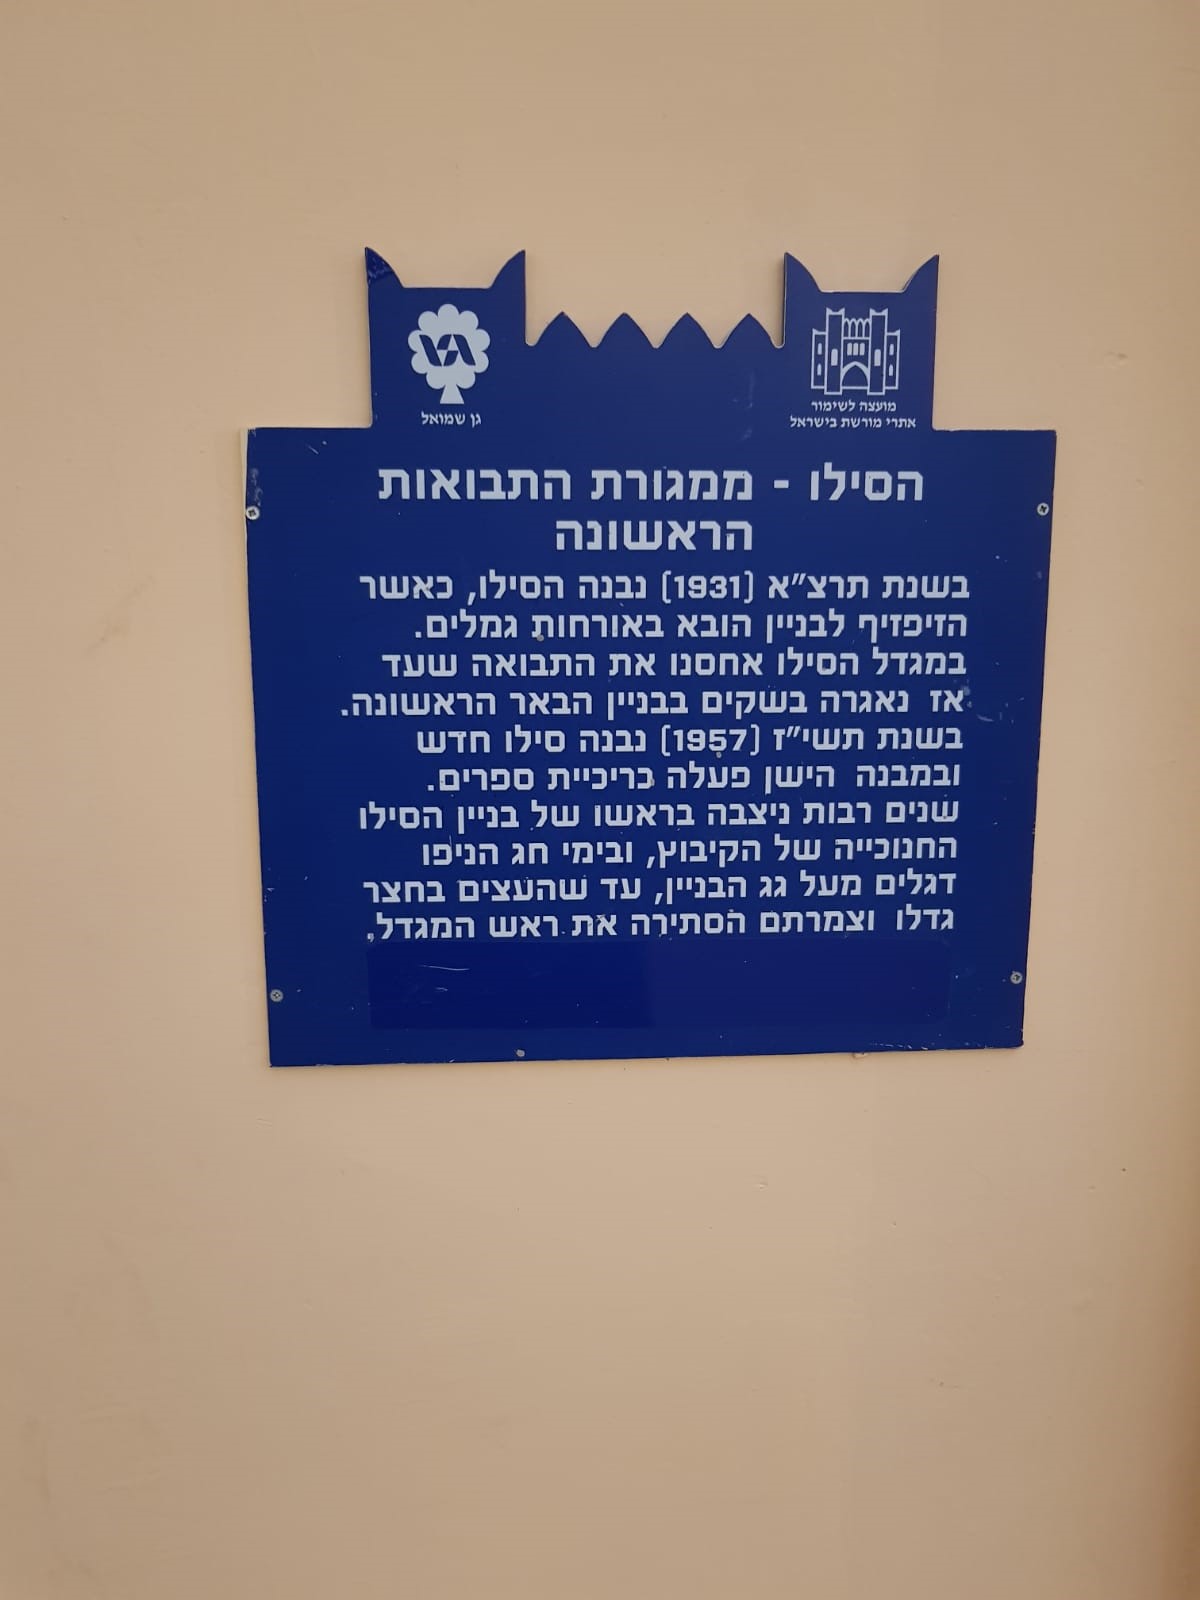 גן שמואל
מועצה לשימור
אתרי מורשת בישראל
הסילו - ממגורת התבואות
הראשונה
בשנת תרצ"א (1931) נבנה הסילו, כאשר
הזיפזיף לבניין הובא באורחות גמלים.
במגדל הסילו אחסנו את התבואה שעד
אז נאגרה בשקים בבניין הבאר הראשונה.
בשנת תשי"ז (1957) נבנה סילו חדש
ובמבנה הישן פעלה כריכיית ספרים.
שנים רבות ניצבה בראשו של בניין הסילו
החנוכייה של הקיבוץ, ובימי חג הניפו
דגלים מעל גג הבניין, עד שהעצים בחצר
גדלו וצמרתם הסתירה את ראש המגדל.